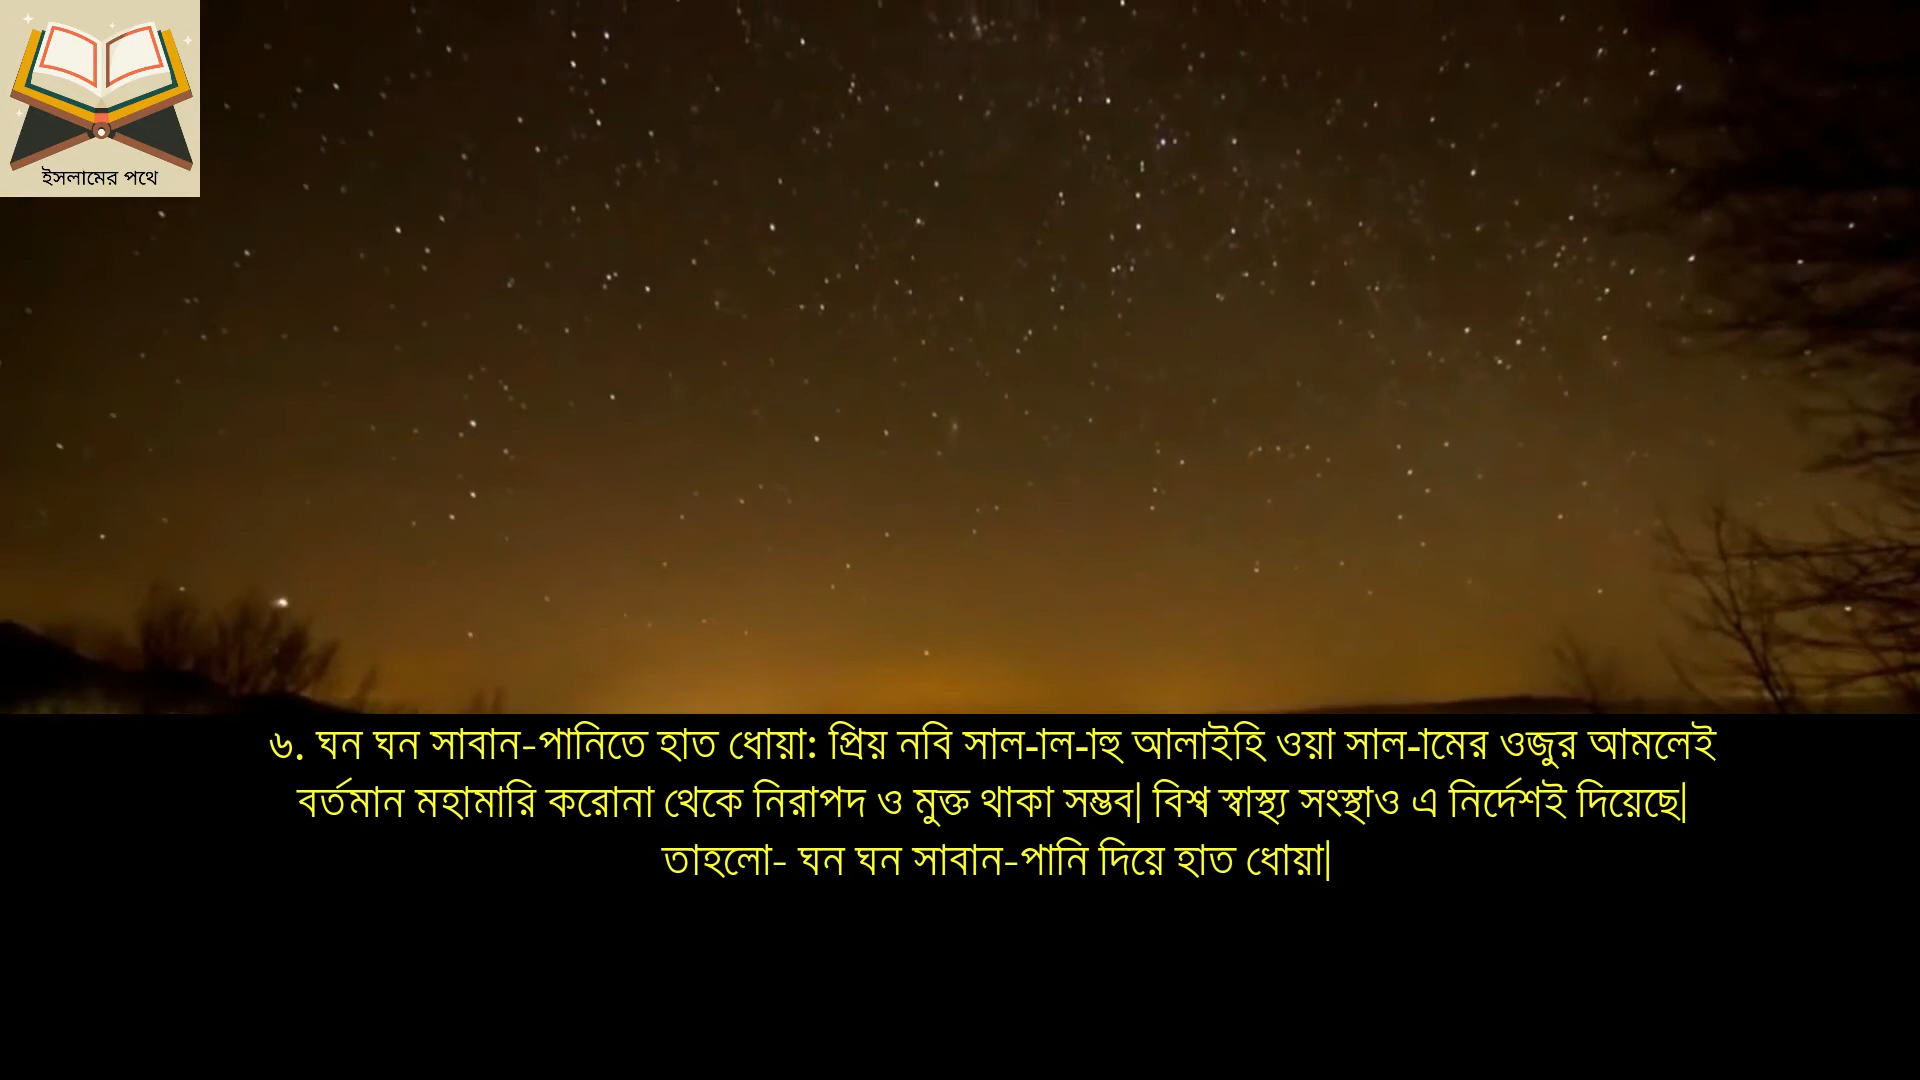 ইসলামের পথে
৬. ঘন ঘন সাবান-পানিতে হাত ধোয়া: প্রিয় নবি সাল-াল-াহু আলাইহি ওয়া সাল-ামের ওজুর আমলেই
বর্তমান মহামারি করোনা থেকে নিরাপদ ও মুক্ত থাকা সম্ভব| বিশ্ব স্বাস্থ্য সংস্থাও এ নির্দেশই দিয়েছে|
তাহলো- ঘন ঘন সাবান-পানি দিয়ে হাত ধোয়া|